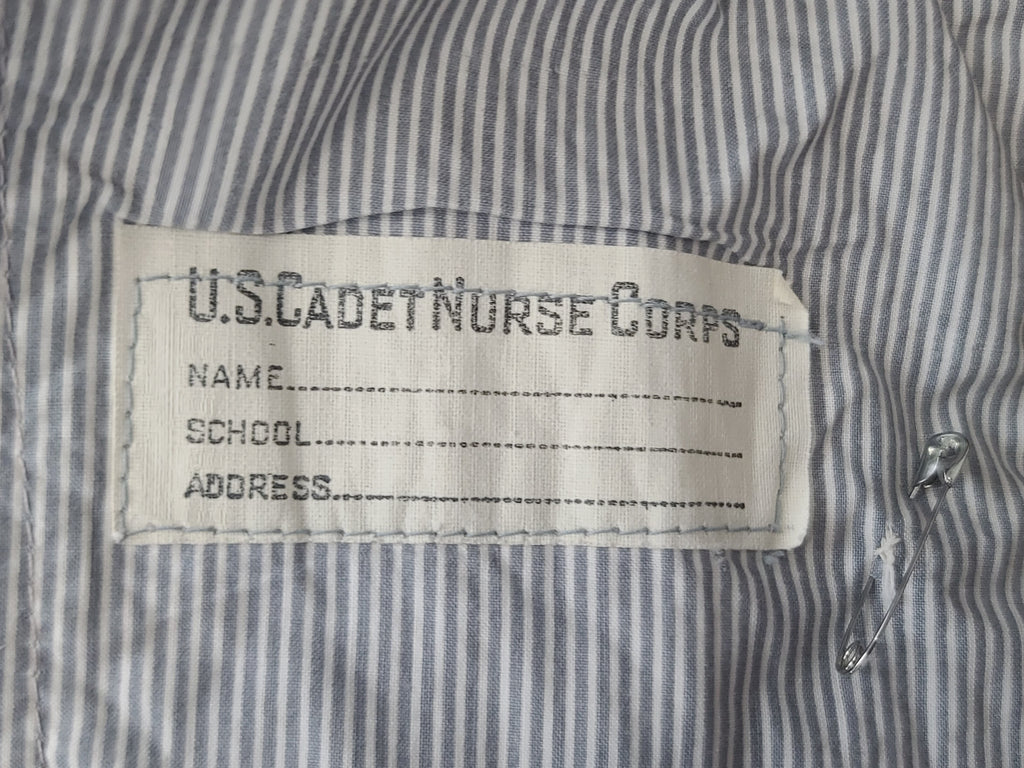 U.S. CADET NURSE CORPS
NAME........................................
SCHOOL........................................
ADDRESS........................................